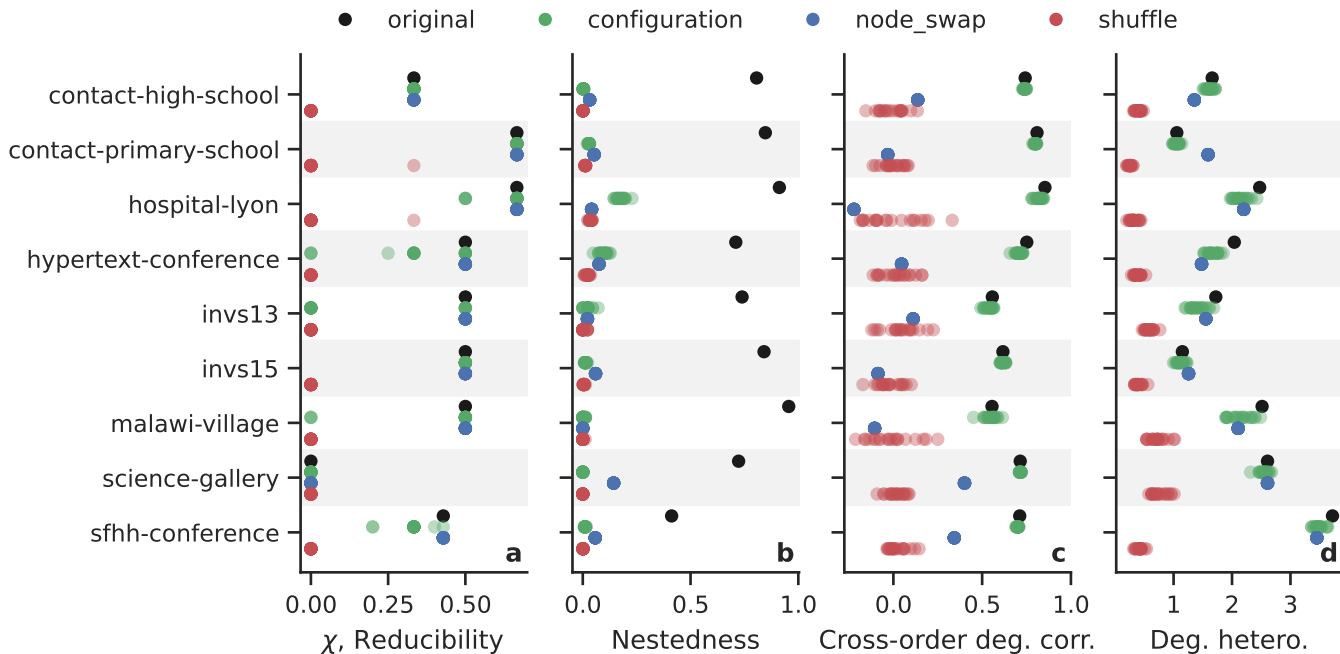 original configuration node_swap shuffle
contact-high-school
contact-primary-school
hospital-lyon
hypertext-conference
invs13
invs15
malawi-village
science-gallery
sfhh-conference
a b c d
0.00 0.25 0.50 0.0 0.5 1.0 0.0 0.5 1.0 1 2 3
χ, Reducibility Nestedness Cross-order deg. corr. Deg. hetero.